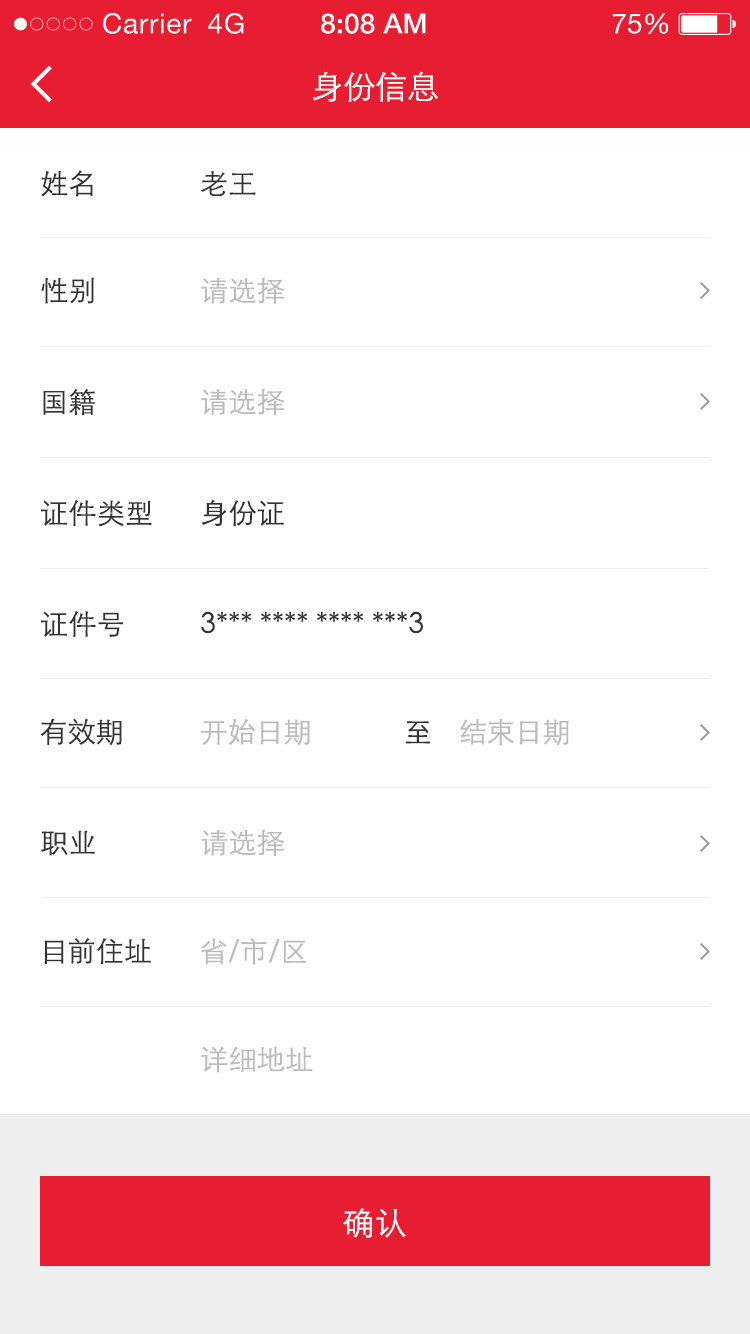 Carrier 4G 8:08 AM 75%
身份信息
姓名 老王
性别 请选择
国籍 请选择
证件类型 身份证
证件号 3*** **** **** ***3
有效期 开始日期 至 结束日期
职业 请选择
目前住址 省/市/区
详细地址
确认